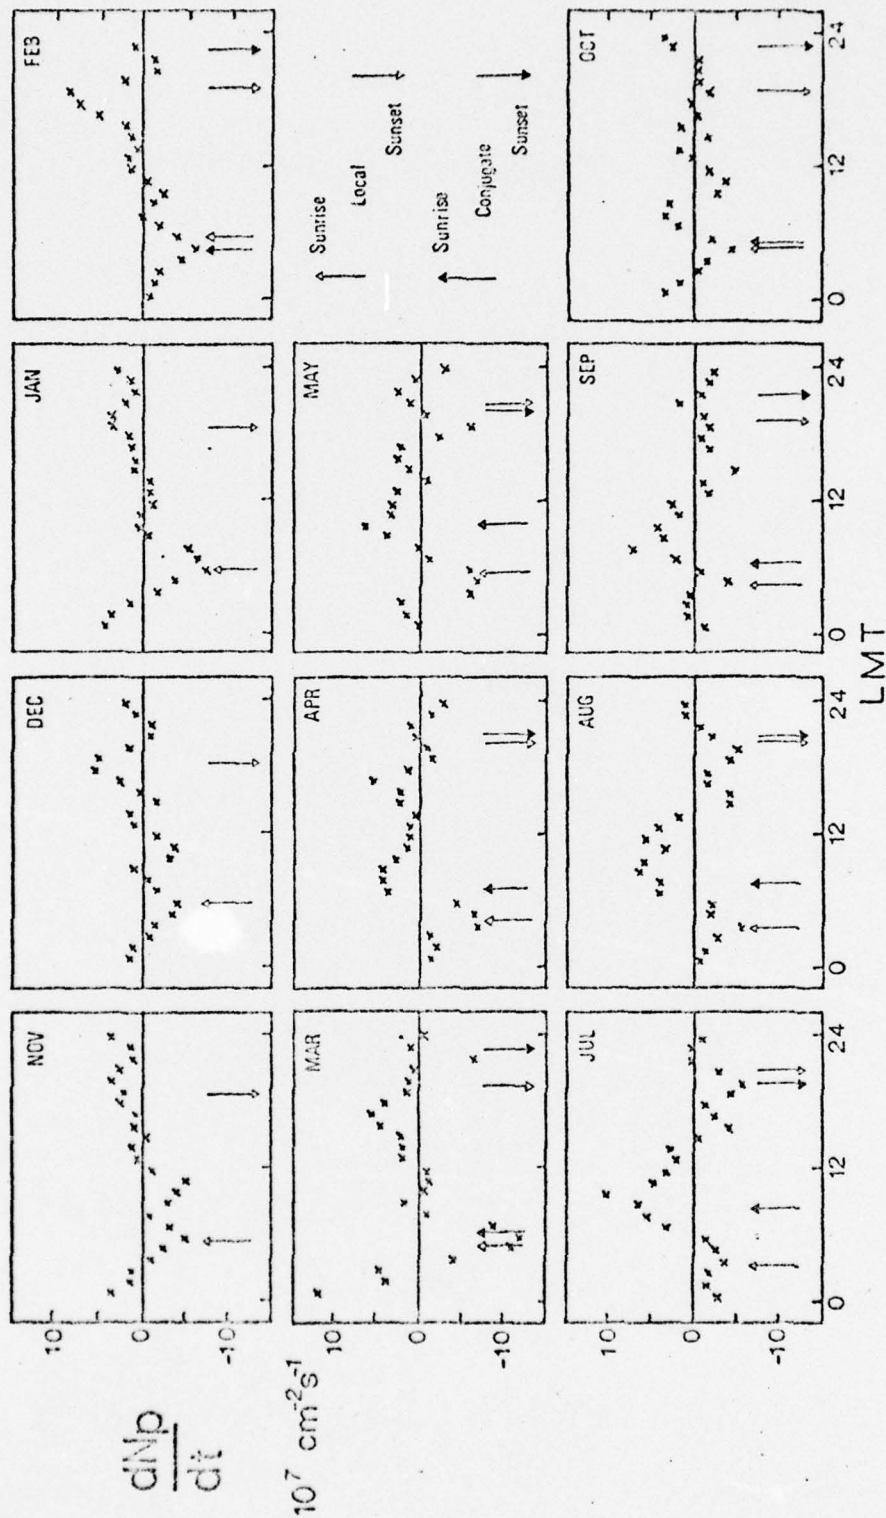 dNp
dt
10⁷ cm⁻²s⁻¹
NOV
DEC
JAN
FEB
10
0
-10
MAR
APR
MAY
Sunrise
Local
Sunset
Sunrise
Conjugate
Sunset
10
0
-10
JUL
AUG
SEP
OCT
10
0
-10
0
12
24
0
12
24
0
12
24
0
12
24
LMT